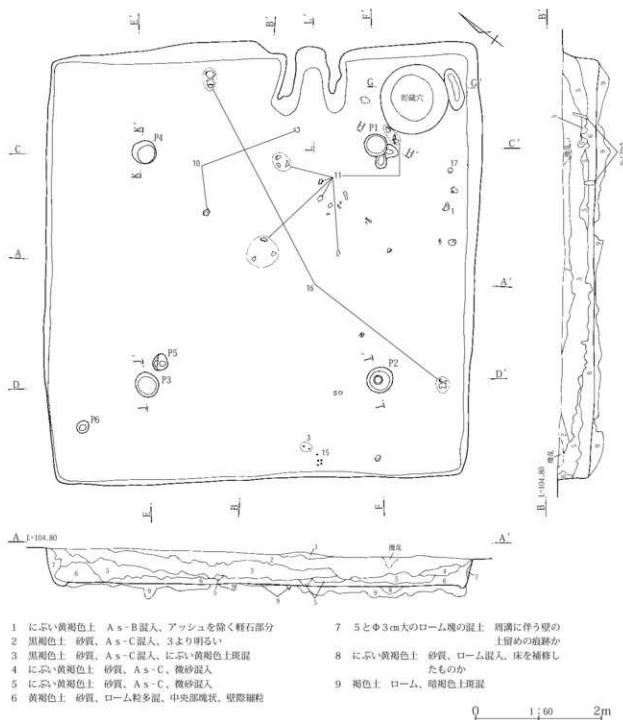 E′
B′
I′
F′
B′
G
G′
貯蔵穴
P1
H
H′
K′
P4
K
I
C
C′
10
11
17
1
A
A′
16
J′
P5
P3
P2
D
D′
P6
3
15
E
B
F
攪乱
B L=104.80
A L=104.80
A′
攪乱
1 にぶい黄褐色土 As-B混入、アッシュを除く軽石部分
2 黒褐色土 砂質、As-C混入、3より明るい
3 黒褐色土 砂質、As-C混入、にぶい黄褐色土斑混
4 にぶい黄褐色土 砂質、As-C、微砂混入
5 にぶい黄褐色土 砂質、As-C、微砂混入
6 黄褐色土 砂質、ローム粒多混、中央部塊状、壁際細粒
7 5とΦ3㎝大のローム塊の混土 周溝に伴う壁の
土留めの痕跡か
8 にぶい黄褐色土 砂質、ローム混入、床を補修し
たものか
9 褐色土 ローム、暗褐色土斑混
0 1:60 2m